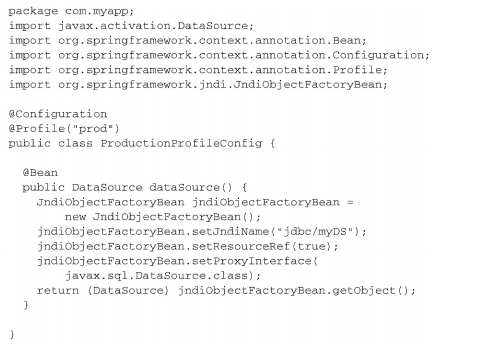 package com.myapp;
import javax.activation.DataSource;
import org.springframework.context.annotation.Bean;
import org.springframework.context.annotation.Configuration;
import org.springframework.context.annotation.Profile;
import org.springframework.jndi.JndiObjectFactoryBean;

@Configuration
@Profile("prod")
public class ProductionProfileConfig {

  @Bean
  public DataSource dataSource() {
    JndiObjectFactoryBean jndiObjectFactoryBean =
        new JndiObjectFactoryBean();
    jndiObjectFactoryBean.setJndiName("jdbc/myDS");
    jndiObjectFactoryBean.setResourceRef(true);
    jndiObjectFactoryBean.setProxyInterface(
        javax.sql.DataSource.class);
    return (DataSource) jndiObjectFactoryBean.getObject();
  }

}